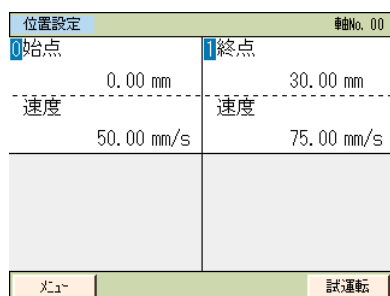 位置設定 軸No. 00
0始点 1終点
0.00 mm 30.00 mm
速度 速度
50.00 mm/s 75.00 mm/s
ﾒﾆｭｰ 試運転